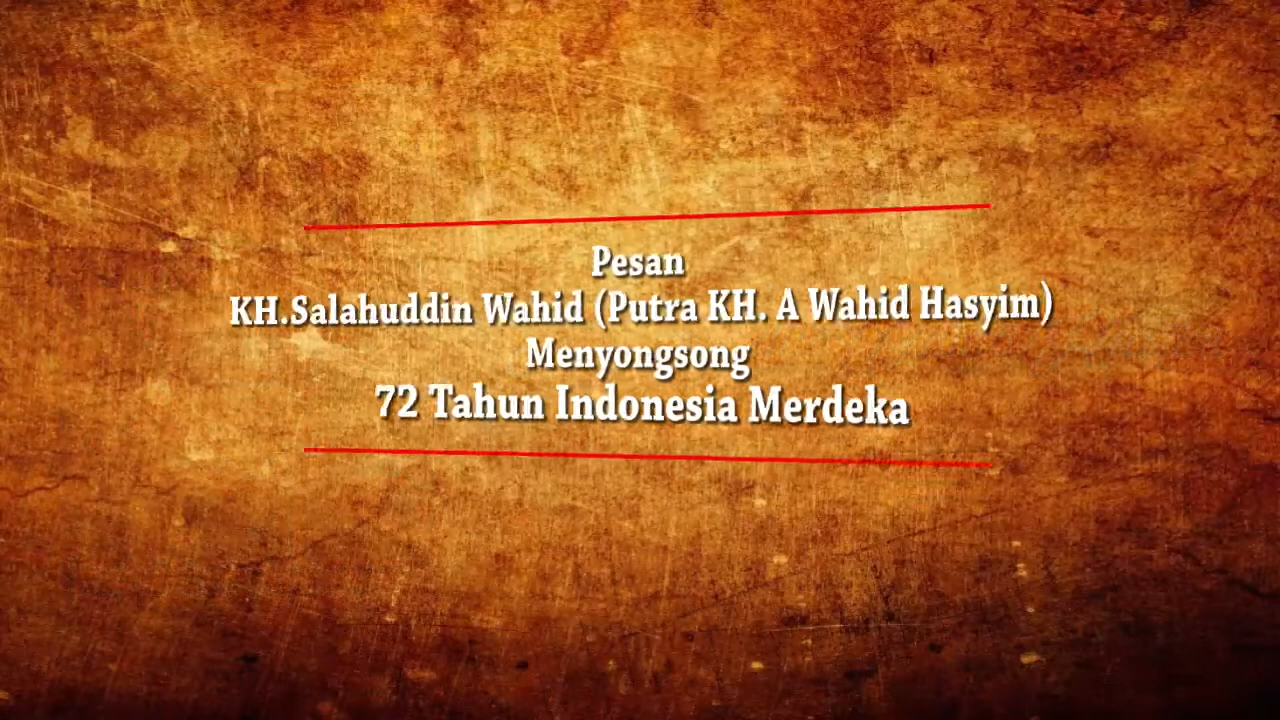 Pesan
KH.Salahuddin Wahid (Putra KH. A Wahid Hasyim)
Menyongsong
72 Tahun Indonesia Merdeka